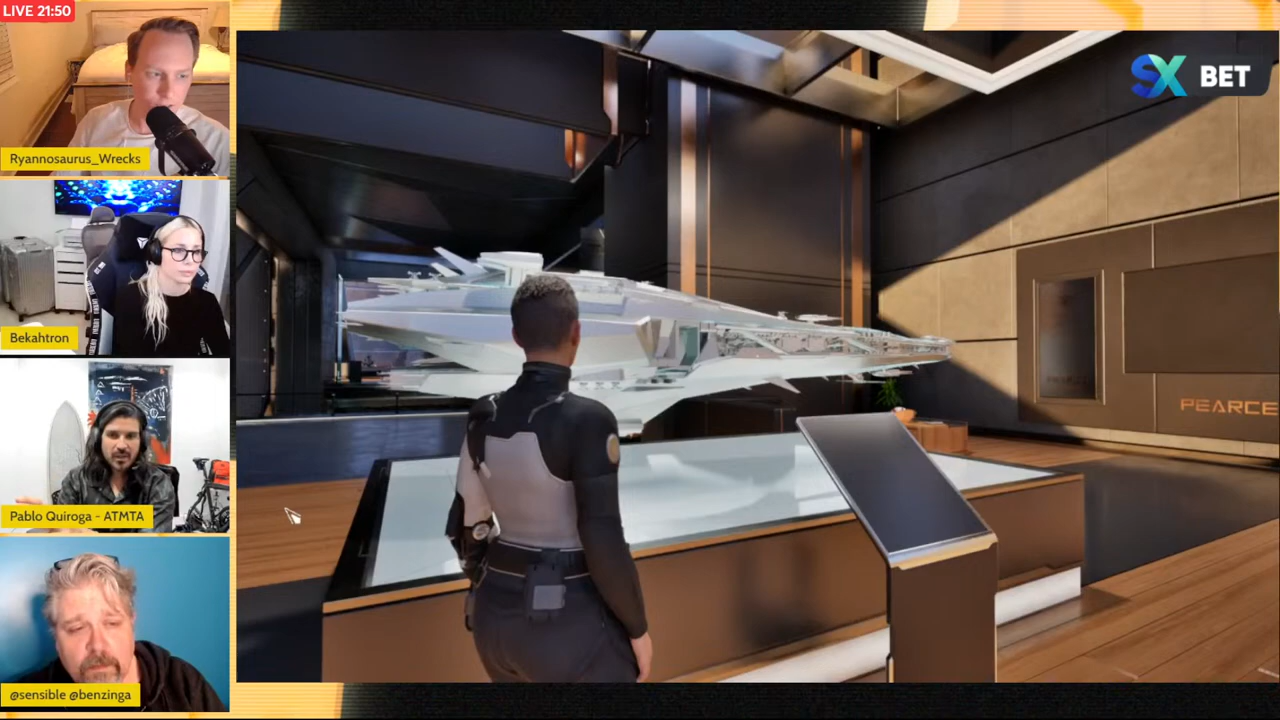 LIVE 21:50
Ryannosaurus_Wrecks
Bekahtron
Pablo Quiroga - ATMTA
@sensible @benzinga
SX BET
PEARCE